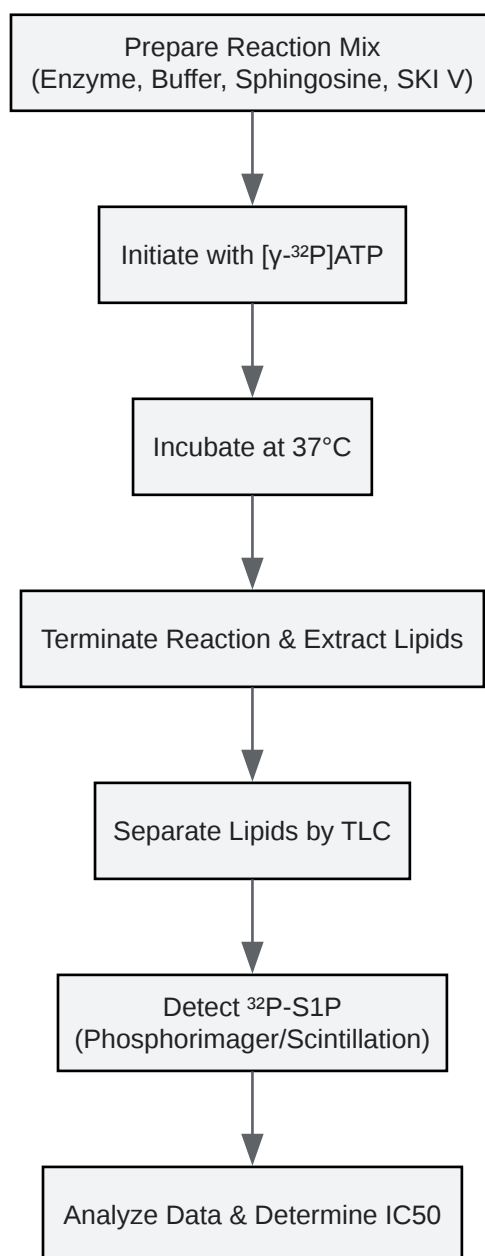 Prepare Reaction Mix
(Enzyme, Buffer, Sphingosine, SKI V)
Initiate with [γ-³²P]ATP
Incubate at 37°C
Terminate Reaction & Extract Lipids
Separate Lipids by TLC
Detect ³²P-S1P
(Phosphorimager/Scintillation)
Analyze Data & Determine IC50